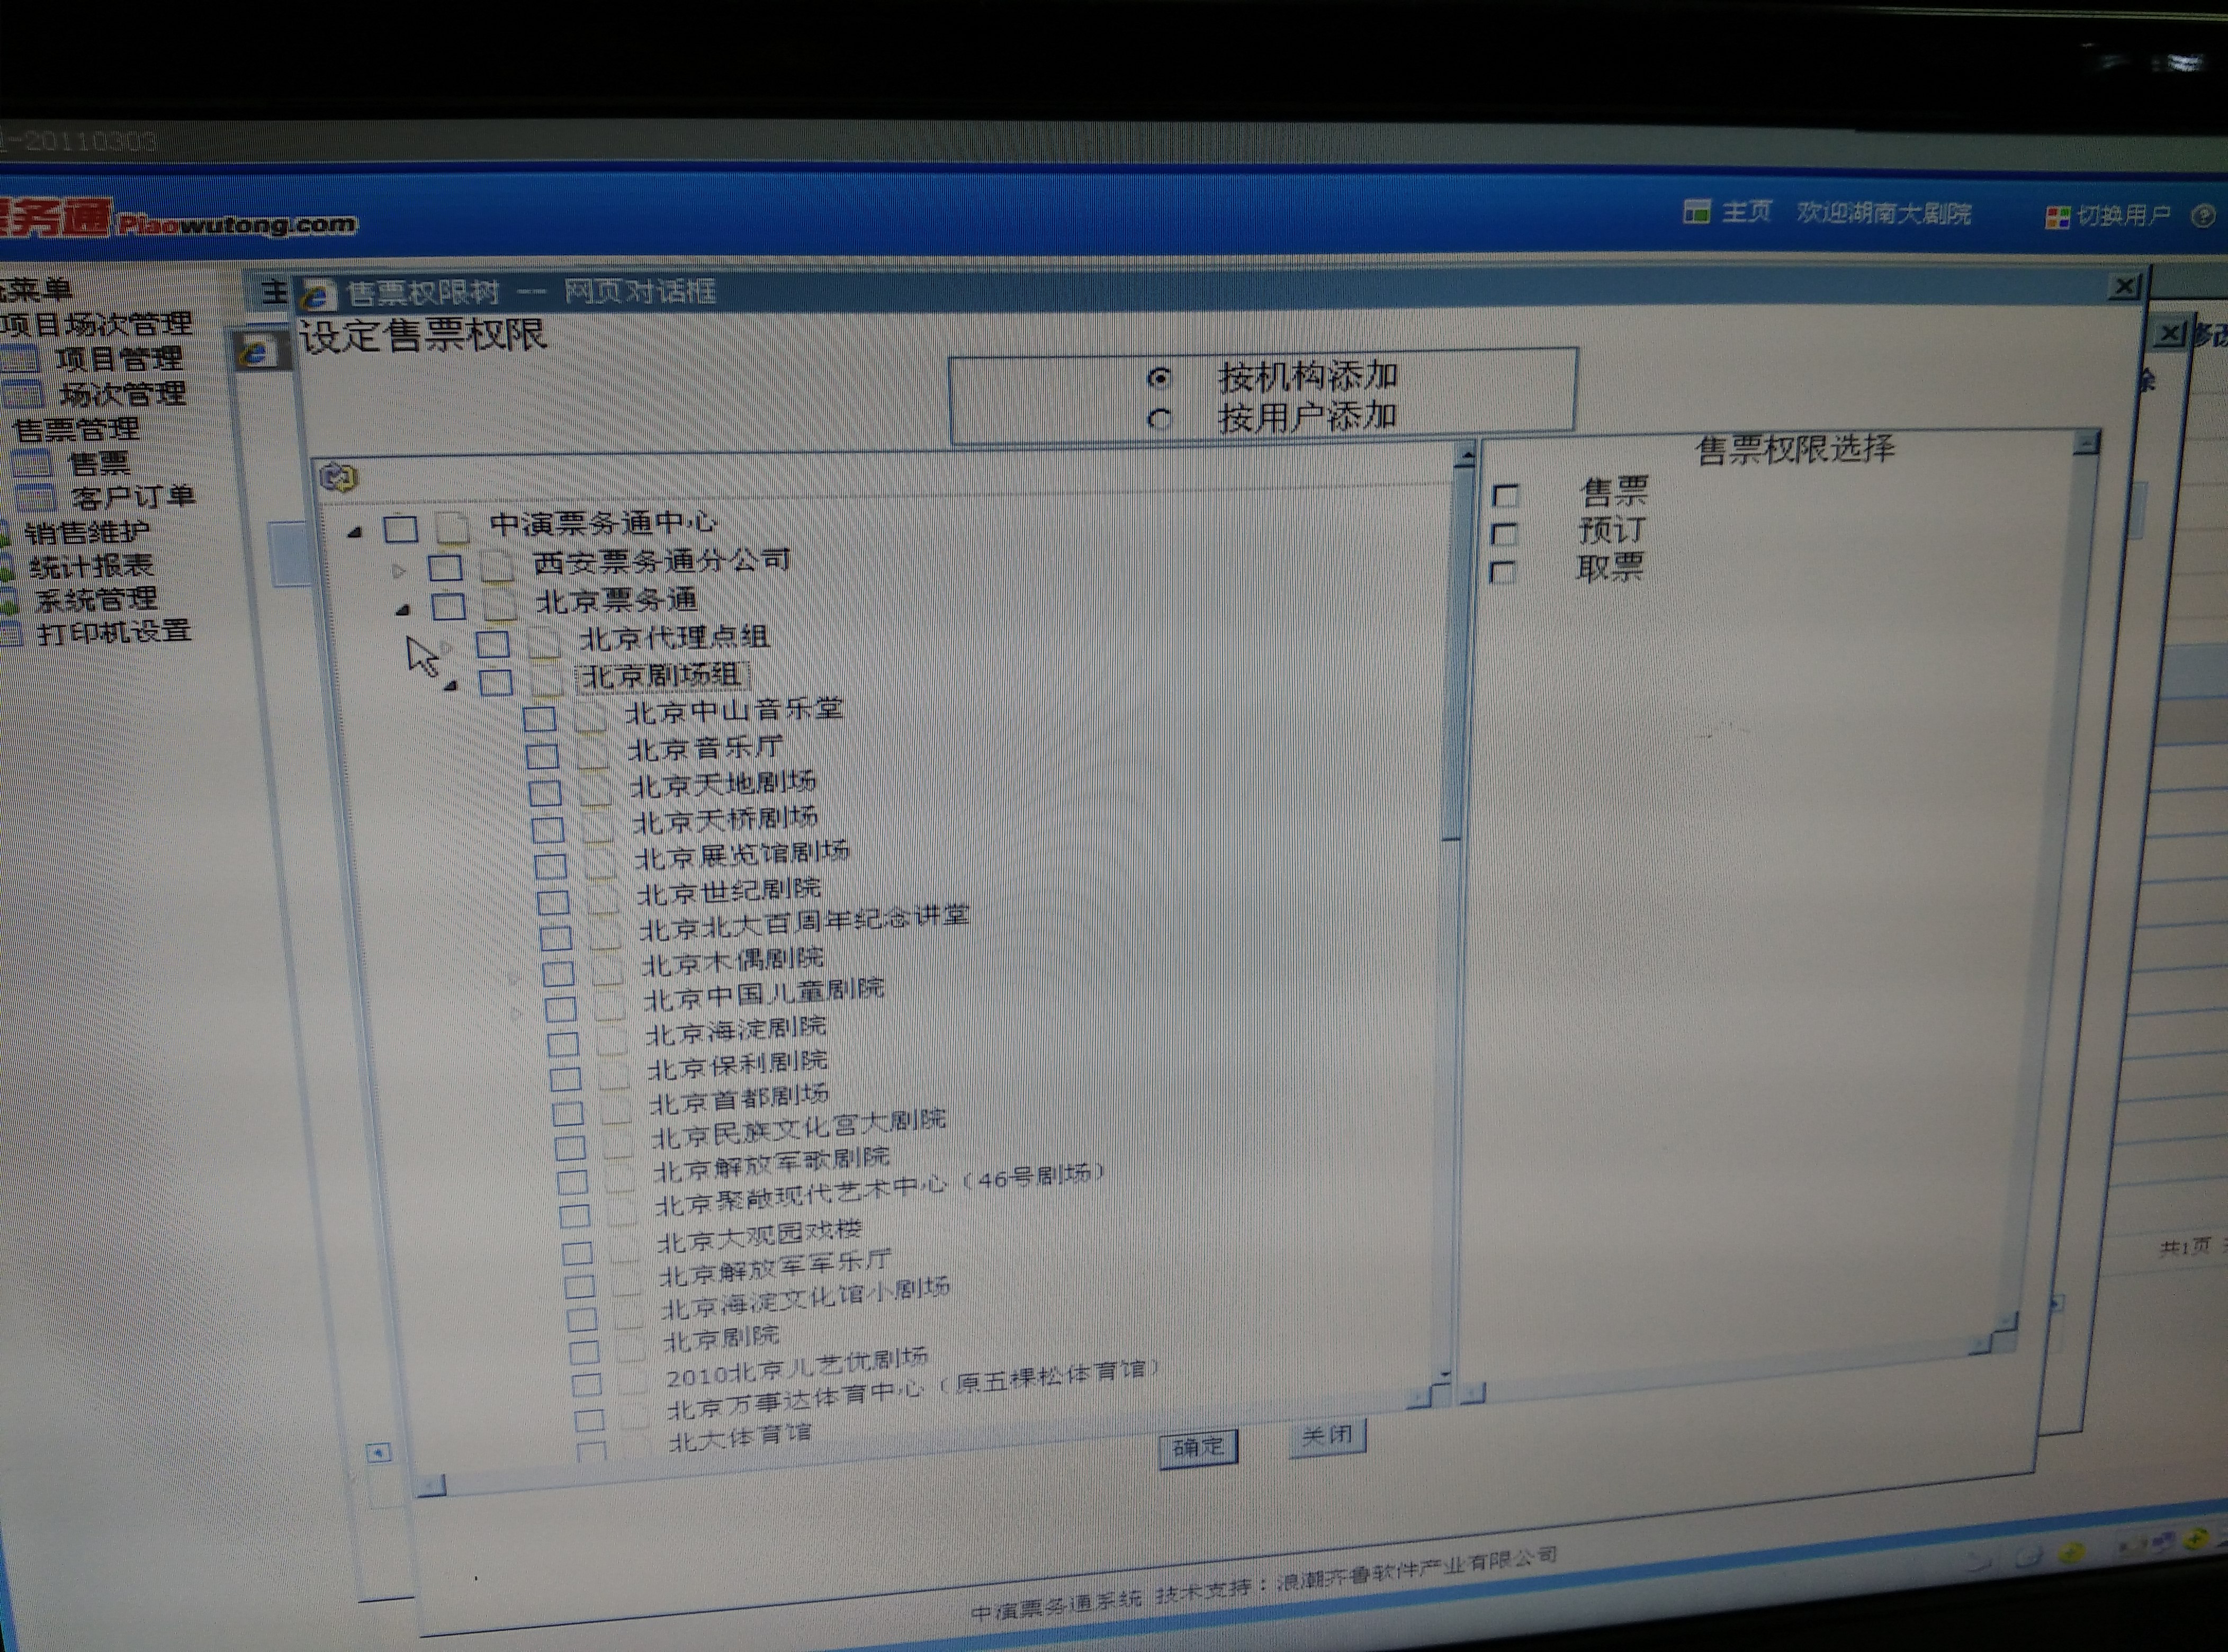 -20110303
务通 Piaowutong.com
主页 欢迎湖南大剧院 切换用户
菜单
项目场次管理
项目管理
场次管理
售票管理
售票
客户订单
销售维护
统计报表
系统管理
打印机设置
主
售票权限树 -- 网页对话框
设定售票权限
按机构添加
按用户添加
中演票务通中心
西安票务通分公司
北京票务通
北京代理点组
北京剧场组
北京中山音乐堂
北京音乐厅
北京天地剧场
北京天桥剧场
北京展览馆剧场
北京世纪剧院
北京北大百周年纪念讲堂
北京木偶剧院
北京中国儿童剧院
北京海淀剧院
北京保利剧院
北京首都剧场
北京民族文化宫大剧院
北京解放军歌剧院
北京聚敞现代艺术中心（46号剧场）
北京大观园戏楼
北京解放军军乐厅
北京海淀文化馆小剧场
北京剧院
2010北京儿艺优剧场
北京万事达体育中心（原五棵松体育馆）
北大体育馆
售票权限选择
售票
预订
取票
确定 关闭
修改
除
共1页
中演票务通系统 技术支持：浪潮齐鲁软件产业有限公司